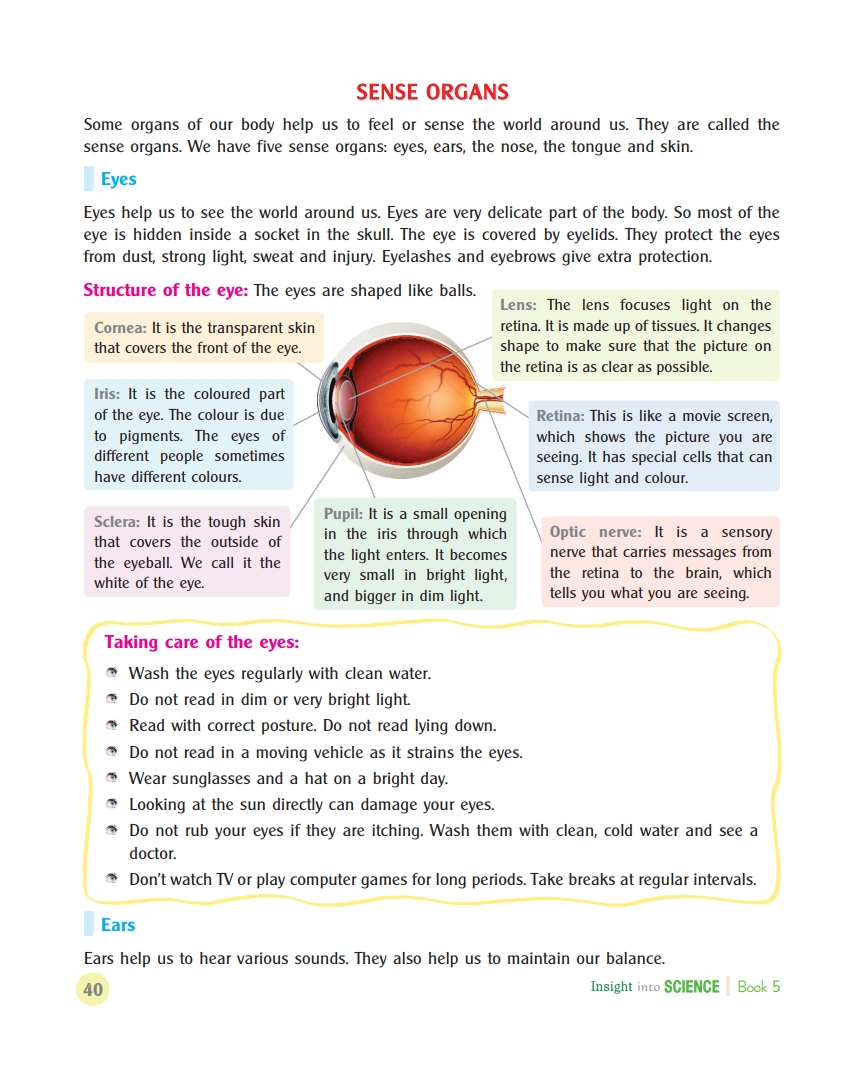 SENSE ORGANS
Some organs of our body help us to feel or sense the world around us. They are called the
sense organs. We have five sense organs: eyes, ears, the nose, the tongue and skin.
Eyes
Eyes help us to see the world around us. Eyes are very delicate part of the body. So most of the
eye is hidden inside a socket in the skull. The eye is covered by eyelids. They protect the eyes
from dust, strong light, sweat and injury. Eyelashes and eyebrows give extra protection.
Structure of the eye: The eyes are shaped like balls.
Cornea: It is the transparent skin
that covers the front of the eye.
Lens: The lens focuses light on the
retina. It is made up of tissues. It changes
shape to make sure that the picture on
the retina is as clear as possible.
Iris: It is the coloured part
of the eye. The colour is due
to pigments. The eyes of
different people sometimes
have different colours.
Retina: This is like a movie screen,
which shows the picture you are
seeing. It has special cells that can
sense light and colour.
Sclera: It is the tough skin
that covers the outside of
the eyeball. We call it the
white of the eye.
Pupil: It is a small opening
in the iris through which
the light enters. It becomes
very small in bright light,
and bigger in dim light.
Optic nerve: It is a sensory
nerve that carries messages from
the retina to the brain, which
tells you what you are seeing.
Taking care of the eyes:
Wash the eyes regularly with clean water.
Do not read in dim or very bright light.
Read with correct posture. Do not read lying down.
Do not read in a moving vehicle as it strains the eyes.
Wear sunglasses and a hat on a bright day.
Looking at the sun directly can damage your eyes.
Do not rub your eyes if they are itching. Wash them with clean, cold water and see a
doctor.
Don't watch TV or play computer games for long periods. Take breaks at regular intervals.
Ears
Ears help us to hear various sounds. They also help us to maintain our balance.
40
Insight into SCIENCE Book 5